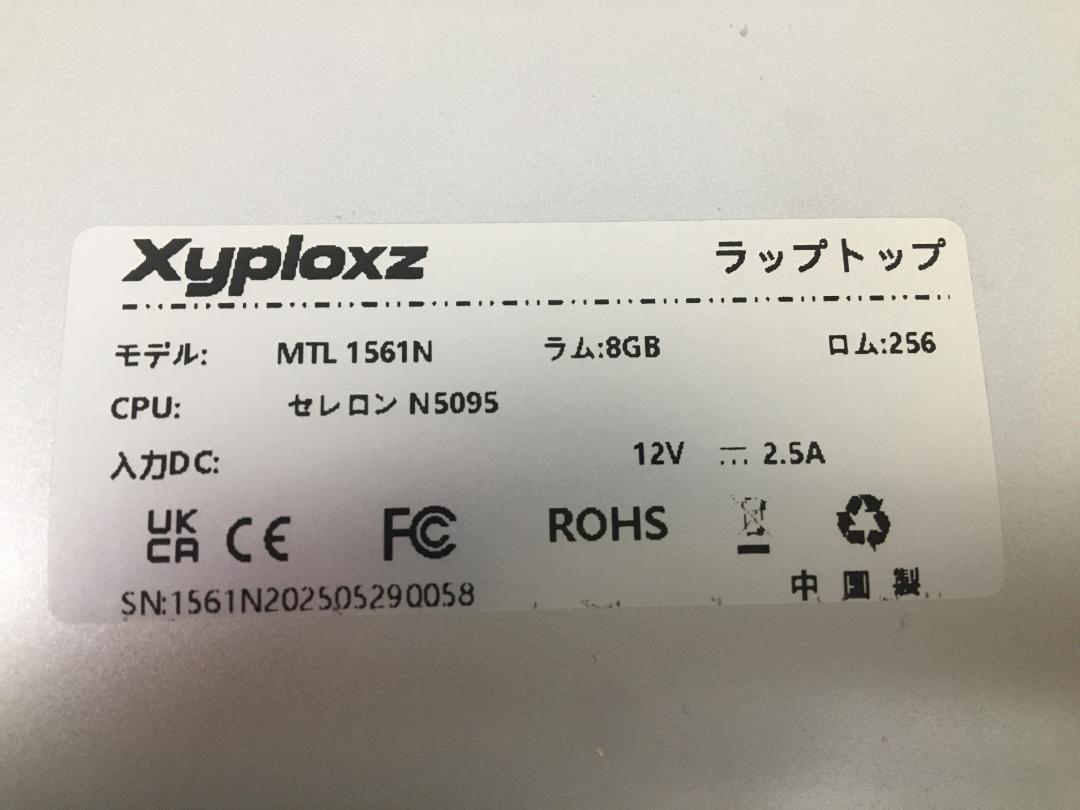 Xyploxz ラップトップ
モデル: MTL 1561N ラム:8GB ロム:256
CPU: セレロン N5095
入力DC: 12V ⎓ 2.5A
UK CA CE FC ROHS
SN:1561N202505290058 中國製